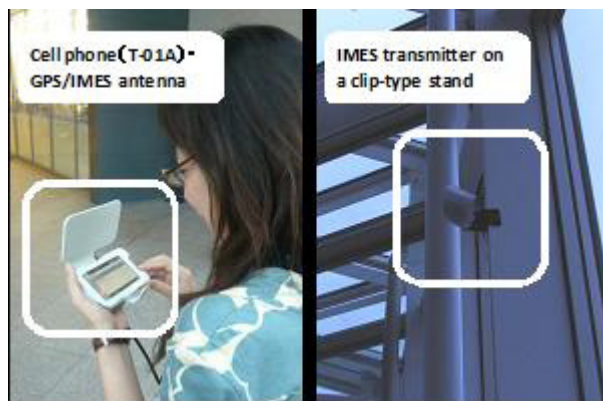 Cell phone(T-01A)-
GPS/IMES antenna
IMES transmitter on
a clip-type stand